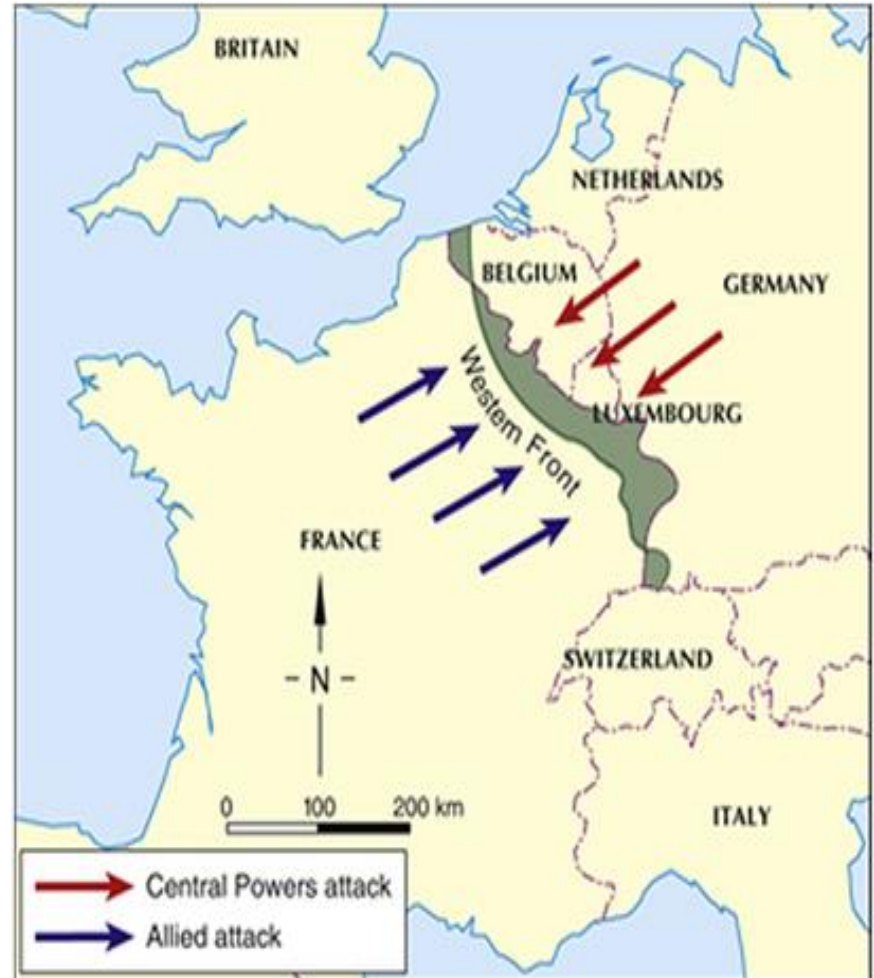 BRITAIN
NETHERLANDS
BELGIUM
GERMANY
Western Front
LUXEMBOURG
FRANCE
- N -
SWITZERLAND
0 100 200 km
ITALY
Central Powers attack
Allied attack